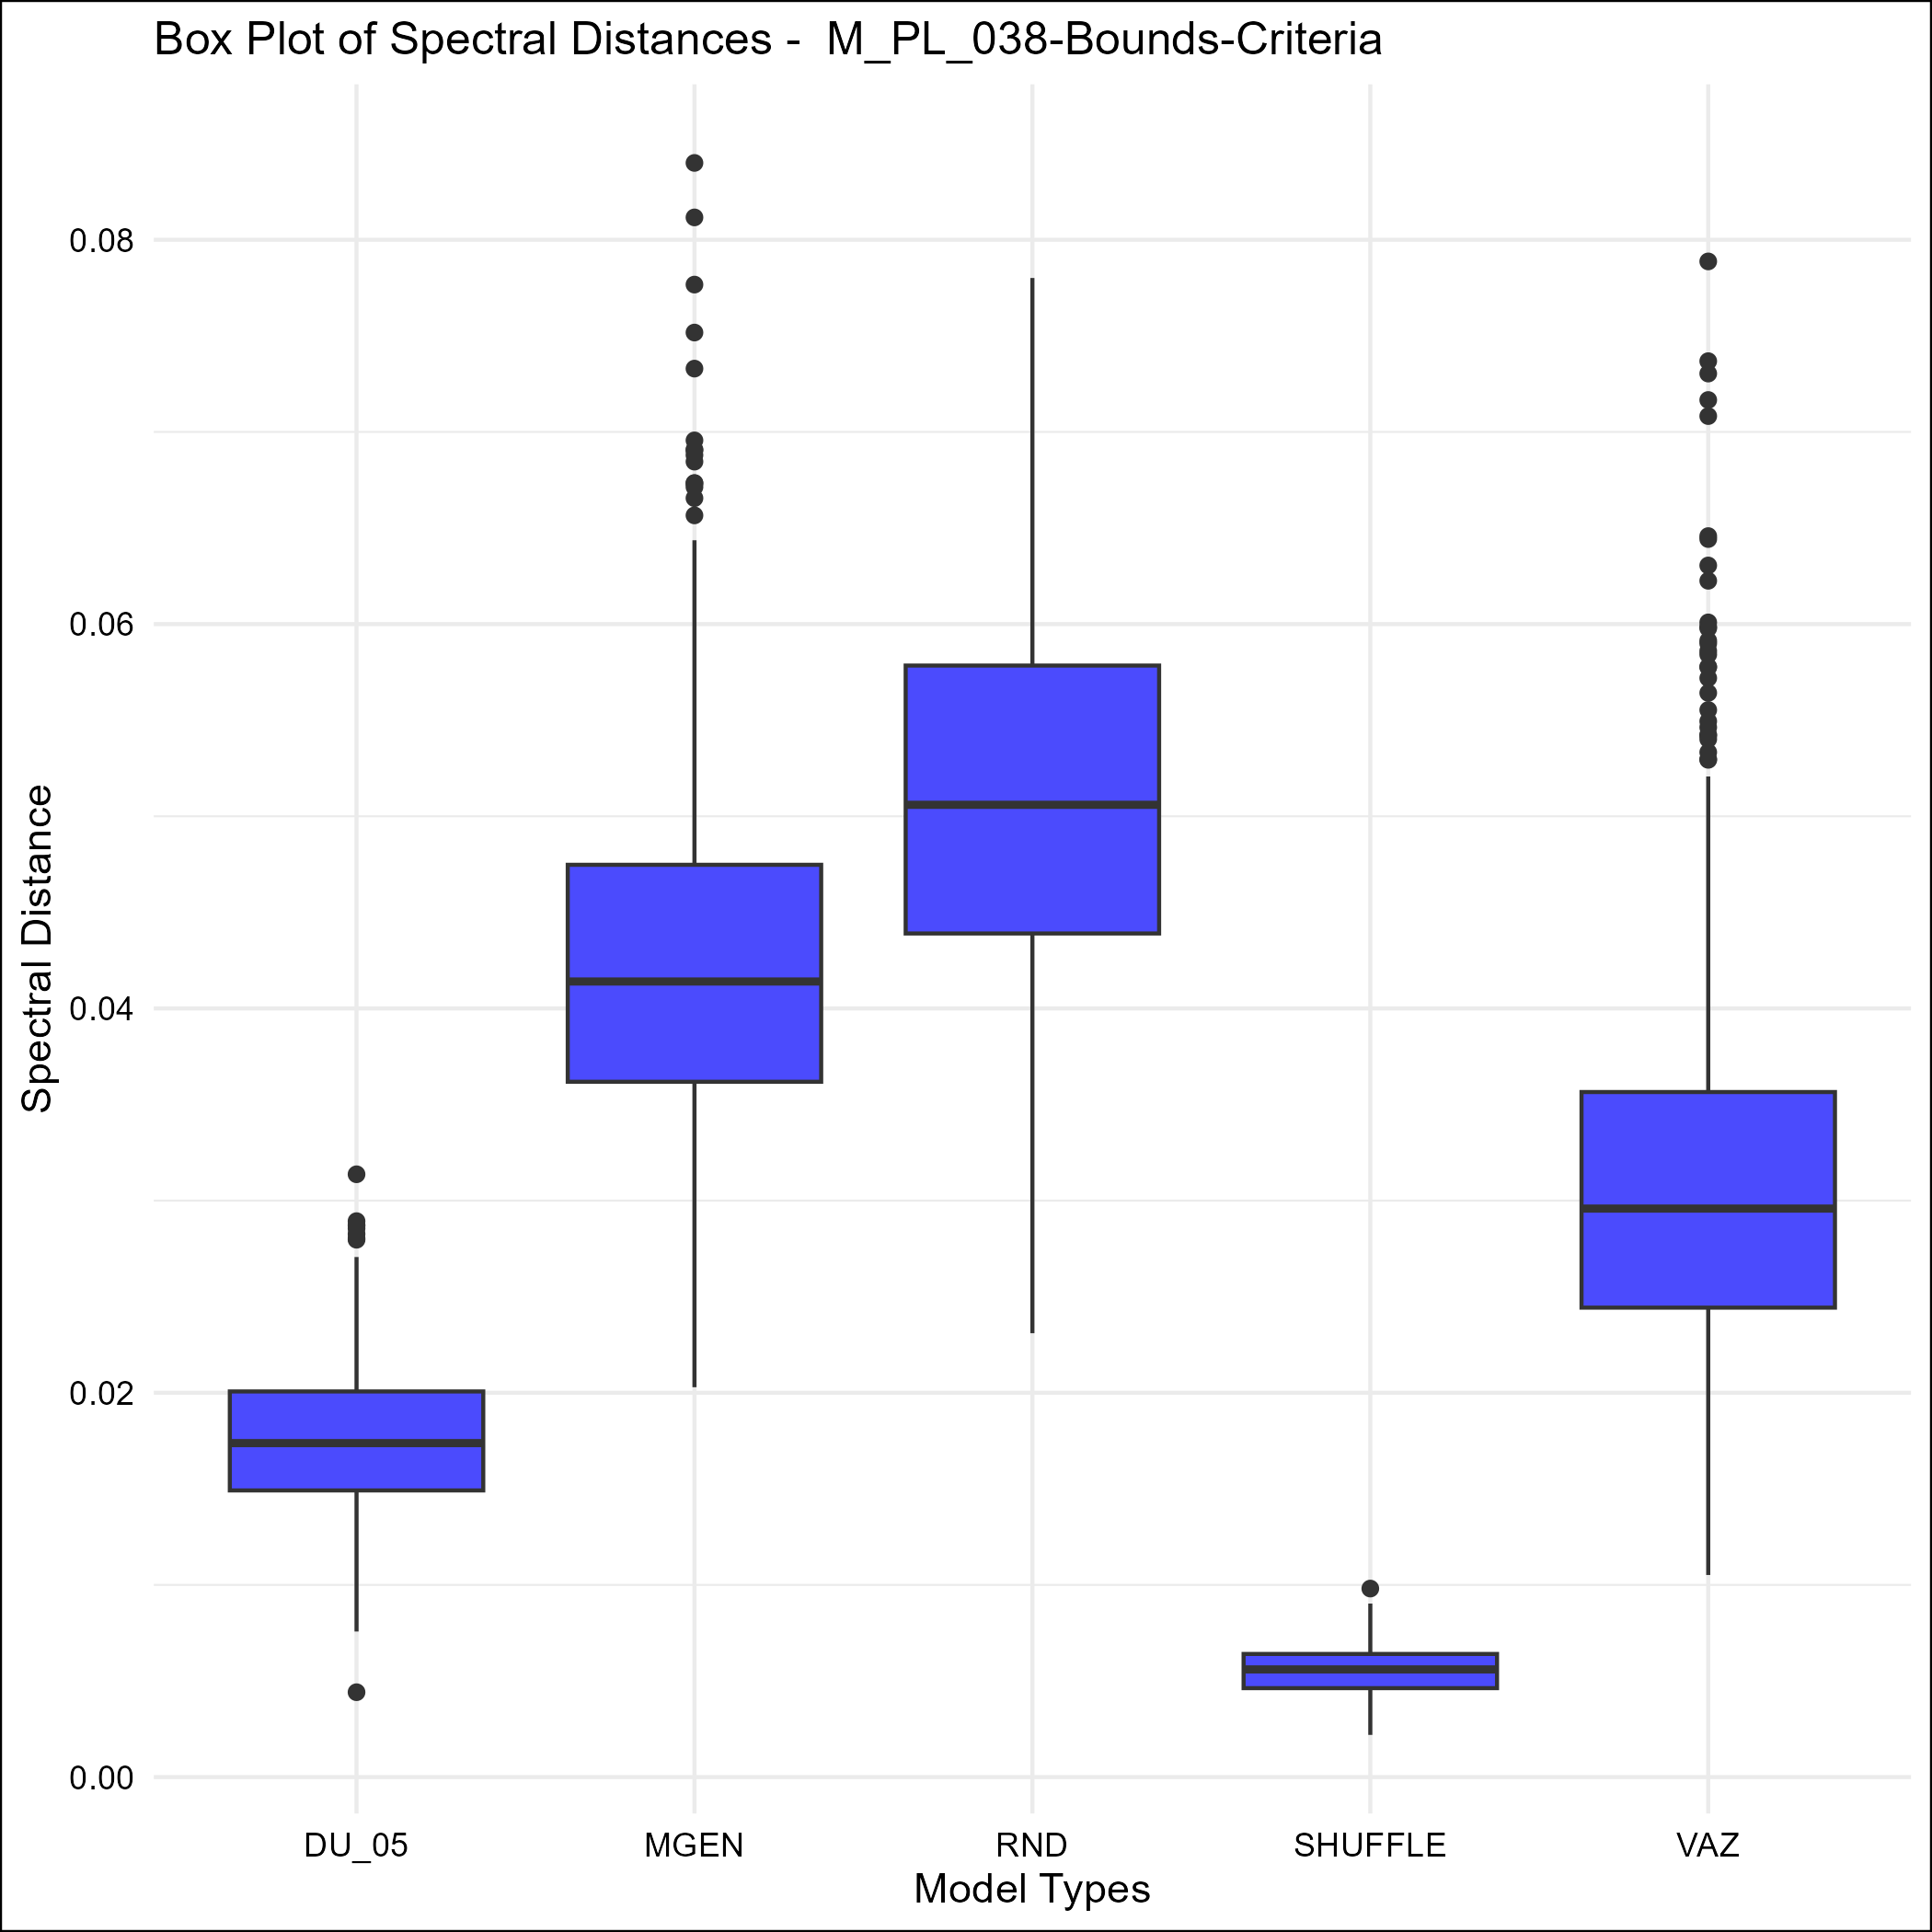 Box Plot of Spectral Distances -  M_PL_038-Bounds-Criteria
Spectral Distance
0.08
0.06
0.04
0.02
0.00
DU_05 MGEN RND SHUFFLE VAZ
Model Types